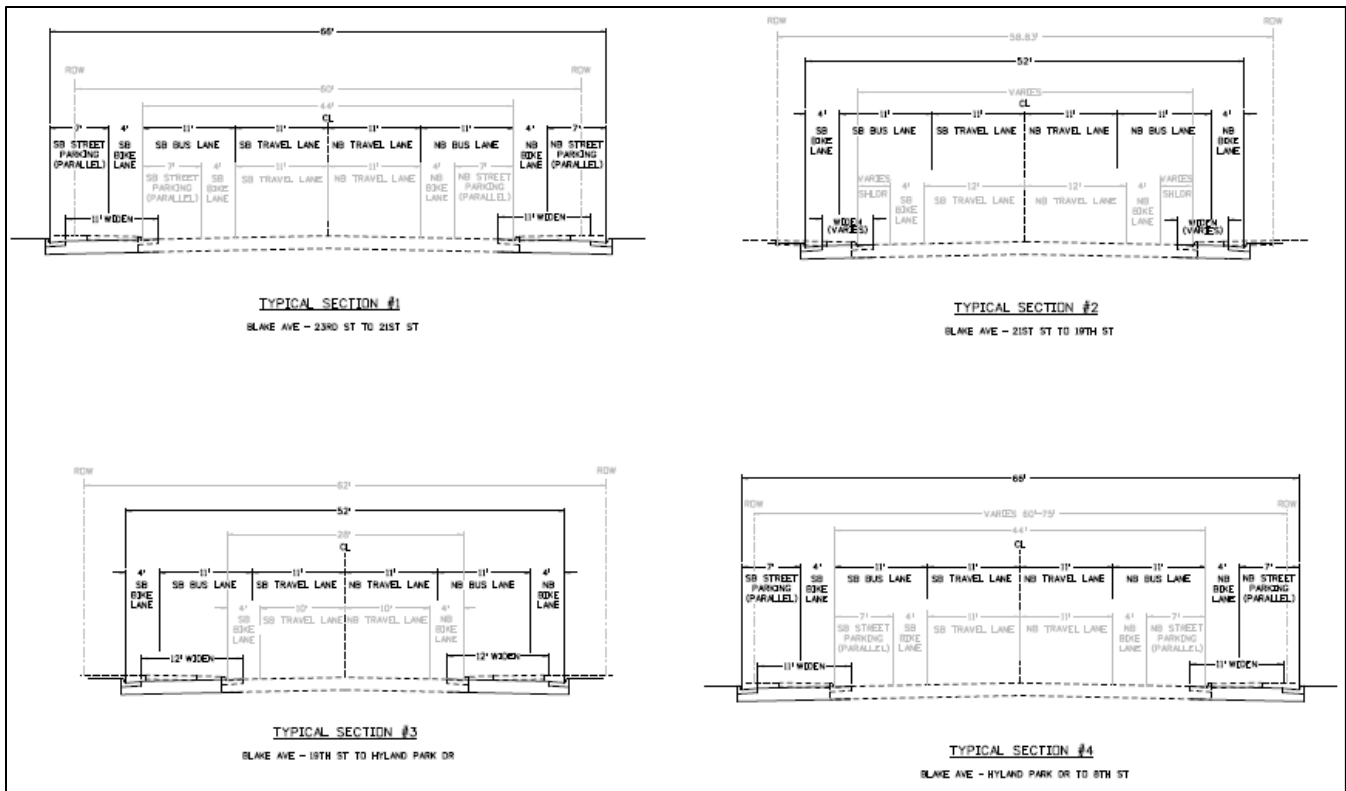 66'
ROW
ROW
60'
44'
CL
7'
4'
11'
11'
11'
11'
4'
7'
SB STREET PARKING (PARALLEL)
SB BIKE LANE
SB BUS LANE
SB TRAVEL LANE
NB TRAVEL LANE
NB BUS LANE
NB BIKE LANE
NB STREET PARKING (PARALLEL)
7'
4'
11'
11'
4'
7'
SB STREET PARKING (PARALLEL)
SB BIKE LANE
SB TRAVEL LANE
NB TRAVEL LANE
NB BIKE LANE
NB STREET PARKING (PARALLEL)
11' WIDEN
11' WIDEN
TYPICAL SECTION #1
BLAKE AVE - 23RD ST TO 21ST ST
ROW
ROW
58.83'
52'
VARIES
CL
4'
11'
11'
11'
11'
4'
SB BIKE LANE
SB BUS LANE
SB TRAVEL LANE
NB TRAVEL LANE
NB BUS LANE
NB BIKE LANE
VARIES
SHLDR
4'
12'
12'
4'
VARIES
SHLDR
SB BIKE LANE
SB TRAVEL LANE
NB TRAVEL LANE
NB BIKE LANE
WIDEN (VARIES)
WIDEN (VARIES)
TYPICAL SECTION #2
BLAKE AVE - 21ST ST TO 19TH ST
ROW
ROW
62'
52'
28'
CL
4'
11'
11'
11'
11'
4'
SB BIKE LANE
SB BUS LANE
SB TRAVEL LANE
NB TRAVEL LANE
NB BUS LANE
NB BIKE LANE
4'
10'
10'
4'
SB BIKE LANE
SB TRAVEL LANE
NB TRAVEL LANE
NB BIKE LANE
12' WIDEN
12' WIDEN
TYPICAL SECTION #3
BLAKE AVE - 19TH ST TO HYLAND PARK DR
66'
ROW
ROW
VARIES 60'-75'
44'
CL
7'
4'
11'
11'
11'
11'
4'
7'
SB STREET PARKING (PARALLEL)
SB BIKE LANE
SB BUS LANE
SB TRAVEL LANE
NB TRAVEL LANE
NB BUS LANE
NB BIKE LANE
NB STREET PARKING (PARALLEL)
7'
4'
11'
11'
4'
7'
SB STREET PARKING (PARALLEL)
SB BIKE LANE
SB TRAVEL LANE
NB TRAVEL LANE
NB BIKE LANE
NB STREET PARKING (PARALLEL)
11' WIDEN
11' WIDEN
TYPICAL SECTION #4
BLAKE AVE - HYLAND PARK DR TO 8TH ST